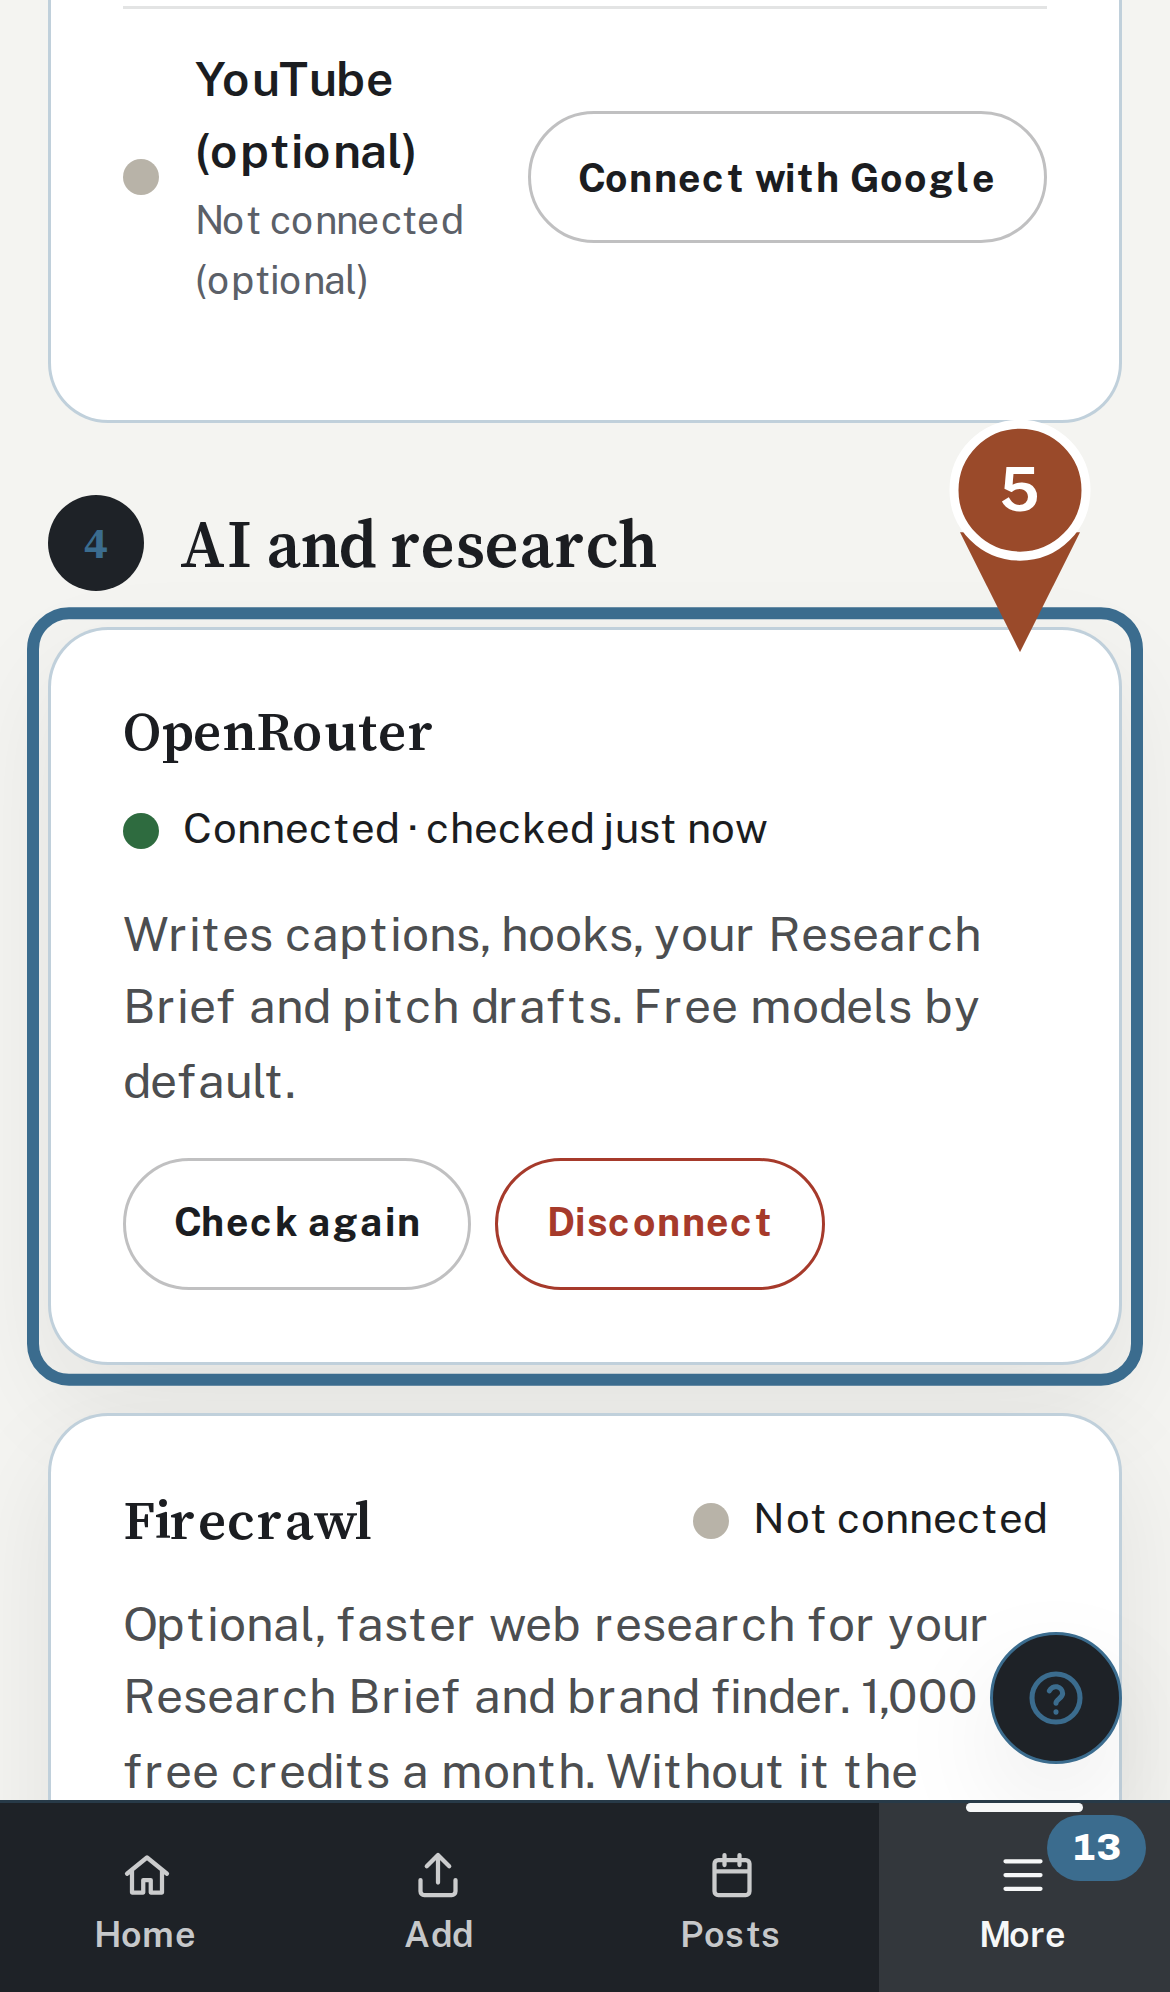 YouTube
(optional)
Not connected
(optional)
Connect with Google
5
4
AI and research
OpenRouter
Connected · checked just now
Writes captions, hooks, your Research
Brief and pitch drafts. Free models by
default.
Check again
Disconnect
Firecrawl
Not connected
Optional, faster web research for your
Research Brief and brand finder. 1,000
free credits a month. Without it the
?
13
Home
Add
Posts
More